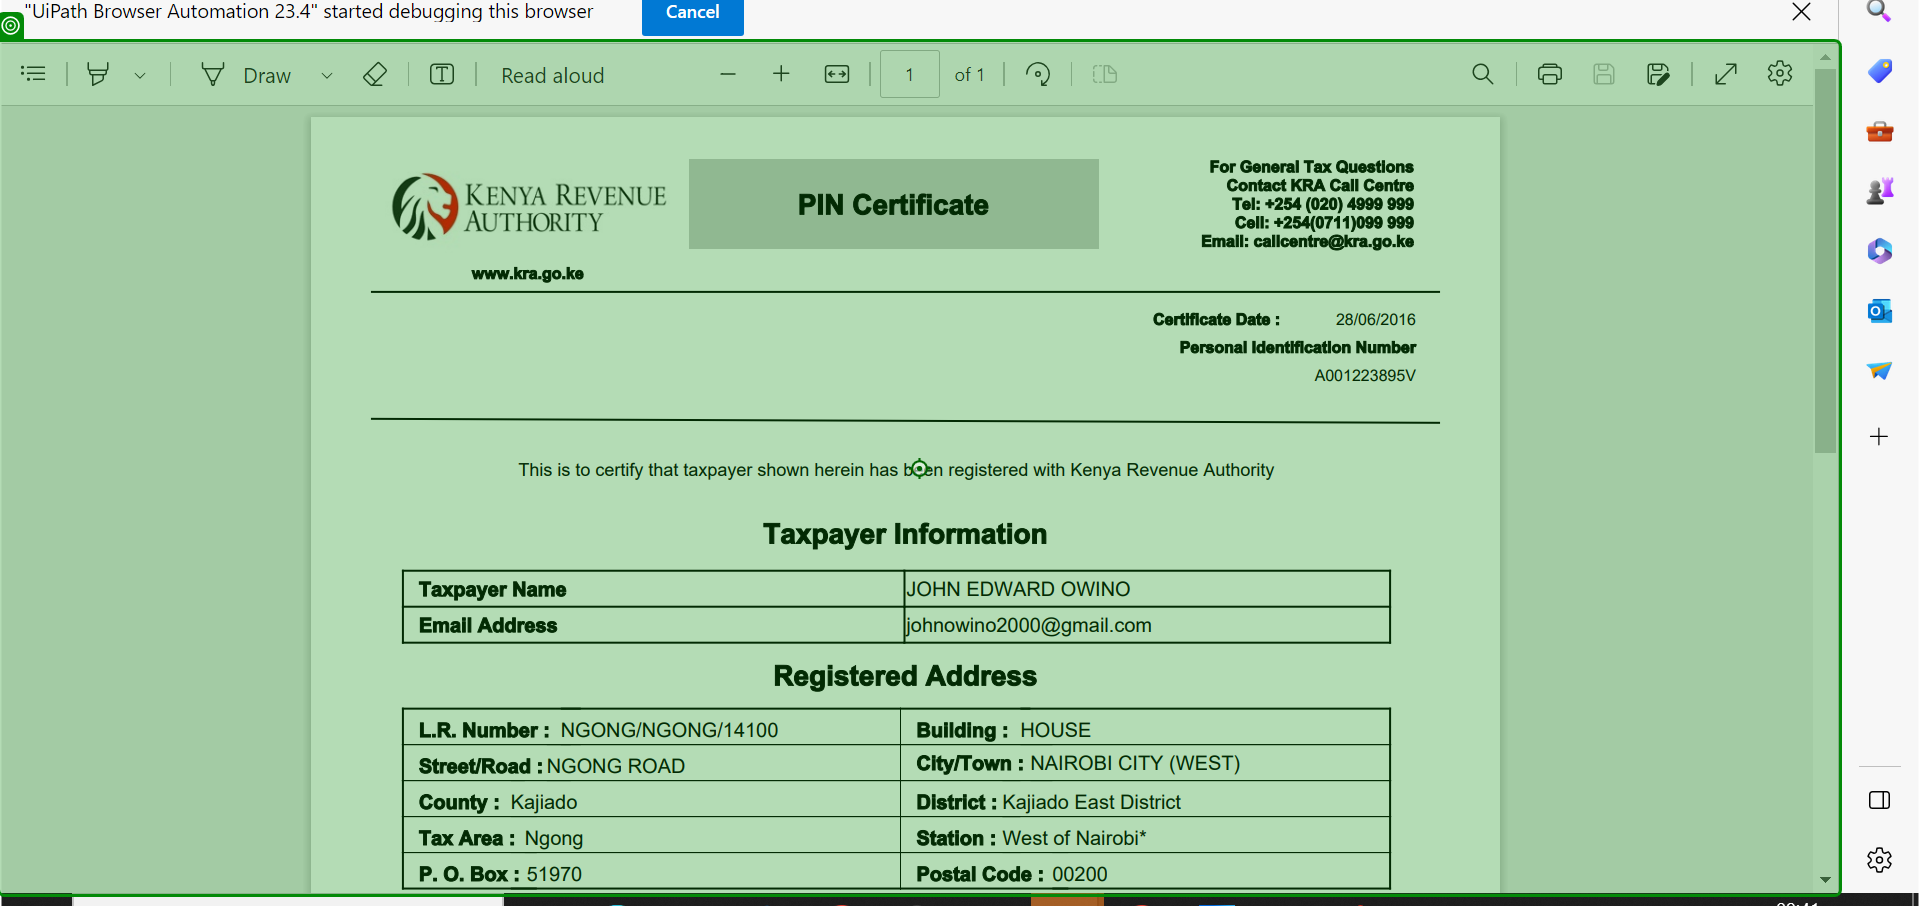 "UiPath Browser Automation 23.4" started debugging this browser
Cancel
Draw
Read aloud
1 of 1
KENYA REVENUE
AUTHORITY
www.kra.go.ke
PIN Certificate
For General Tax Questions
Contact KRA Call Centre
Tel: +254 (020) 4999 999
Cell: +254(0711)099 999
Email: callcentre@kra.go.ke
Certificate Date : 28/06/2016
Personal Identification Number
A001223895V
This is to certify that taxpayer shown herein has been registered with Kenya Revenue Authority
Taxpayer Information
Taxpayer Name JOHN EDWARD OWINO
Email Address johnowino2000@gmail.com
Registered Address
L.R. Number : NGONG/NGONG/14100 Building : HOUSE
Street/Road : NGONG ROAD City/Town : NAIROBI CITY (WEST)
County : Kajiado District : Kajiado East District
Tax Area : Ngong Station : West of Nairobi*
P. O. Box : 51970 Postal Code : 00200